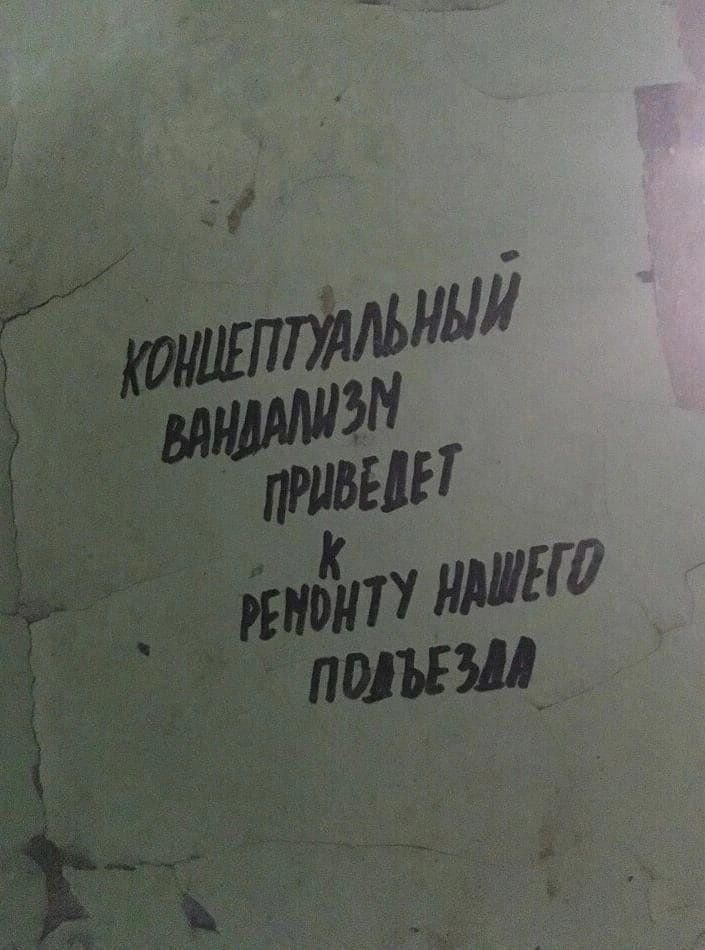 КОНЦЕПТУАЛЬНЫЙ
ВАНДАЛИЗМ
ПРИВЕДЕТ
К
РЕМОНТУ НАШЕГО
ПОДЪЕЗДА